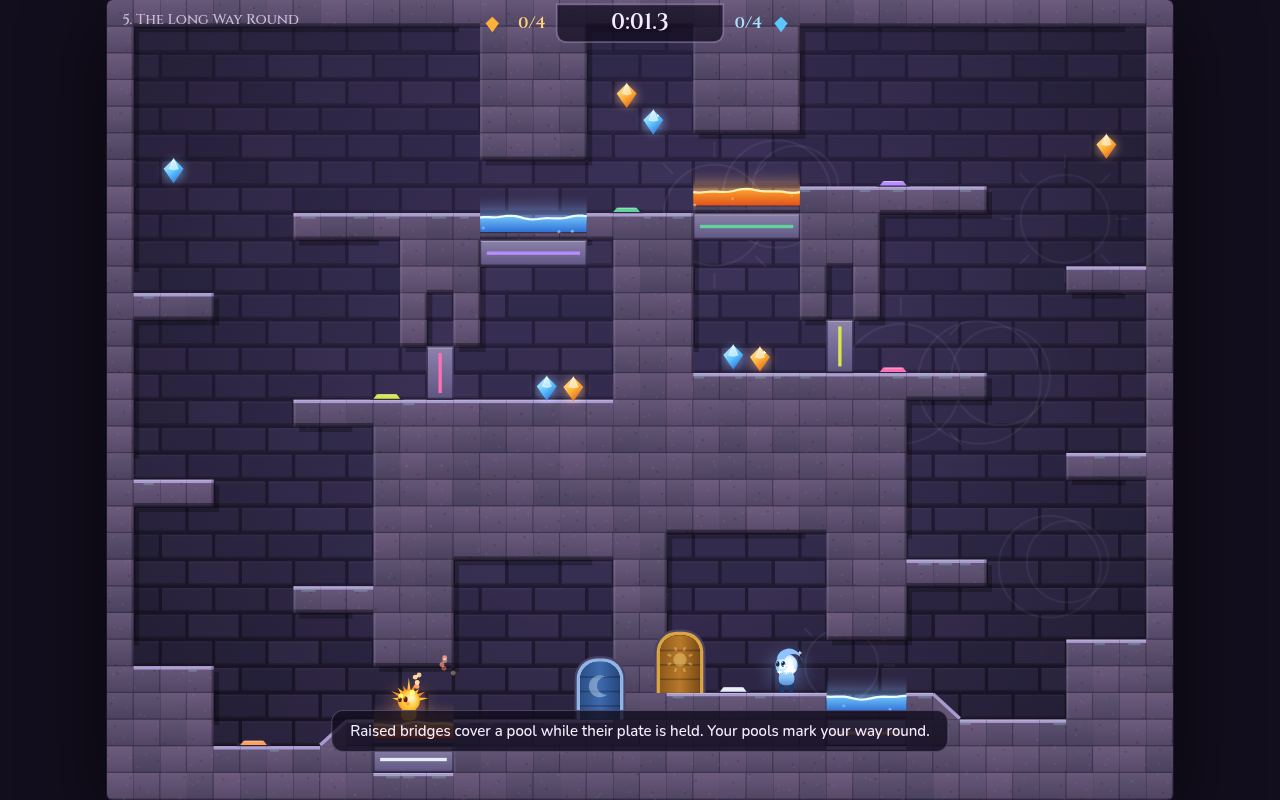 5. The Long Way Round
0/4
0:01.3
0/4
Raised bridges cover a pool while their plate is held. Your pools mark your way round.